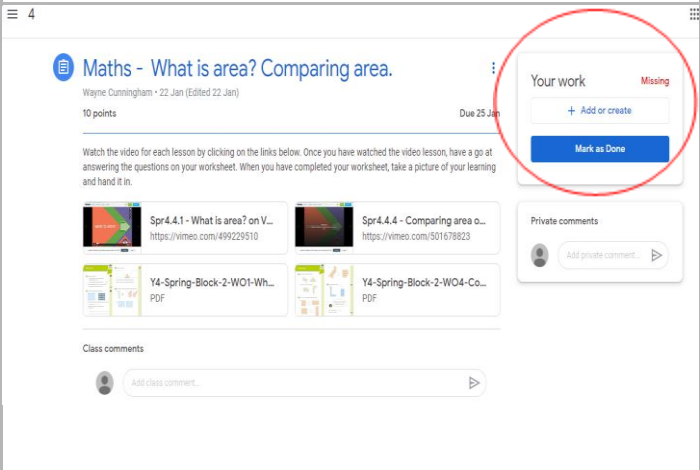 4
Maths - What is area? Comparing area.
Wayne Cunningham • 22 Jan (Edited 22 Jan)
10 points
Due 25 Jan
Watch the video for each lesson by clicking on the links below. Once you have watched the video lesson, have a go at
answering the questions on your worksheet. When you have completed your worksheet, take a picture of your learning
and hand it in.
Spr4.4.1 - What is area? on V...
https://vimeo.com/499229510
Spr4.4.4 - Comparing area o...
https://vimeo.com/501678823
Y4-Spring-Block-2-WO1-Wh...
PDF
Y4-Spring-Block-2-WO4-Co...
PDF
Class comments
Add class comment...
Your work
Missing
+ Add or create
Mark as Done
Private comments
Add private comment...